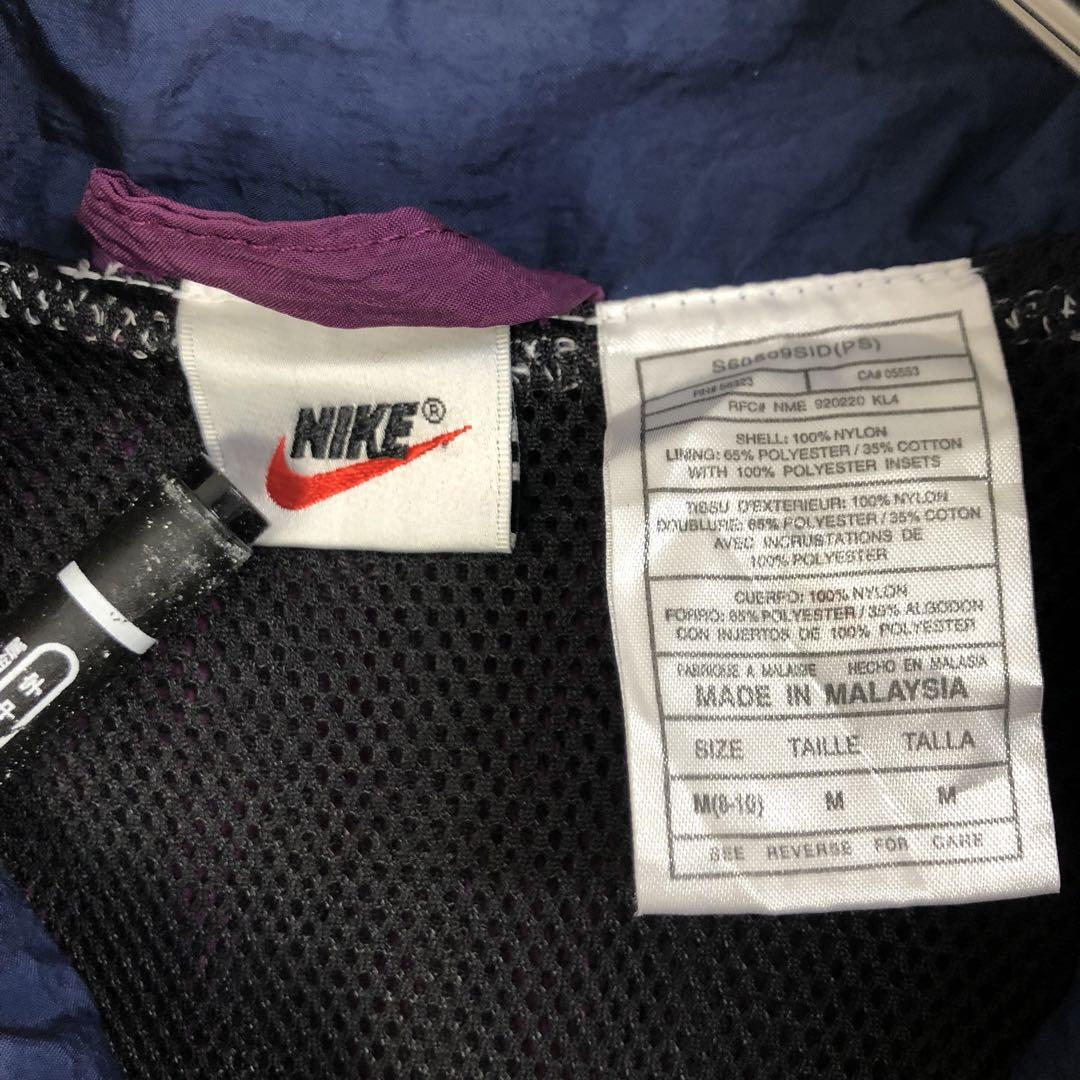 NIKE®
S60609SID(PS)
RN# 56323 CA# 05553
RFC# NME 920220 KL4
SHELL: 100% NYLON
LINING: 65% POLYESTER / 35% COTTON
WITH 100% POLYESTER INSETS
TISSU D'EXTERIEUR: 100% NYLON
DOUBLURE: 65% POLYESTER / 35% COTON
AVEC INCRUSTATIONS DE
100% POLYESTER
CUERPO: 100% NYLON
FORRO: 65% POLYESTER / 35% ALGODON
CON INJERTOS DE 100% POLYESTER
FABRIQUE A MALAISIE HECHO EN MALASIA
MADE IN MALAYSIA
SIZE TAILLE TALLA
M(8-10) M M
SEE REVERSE FOR CARE